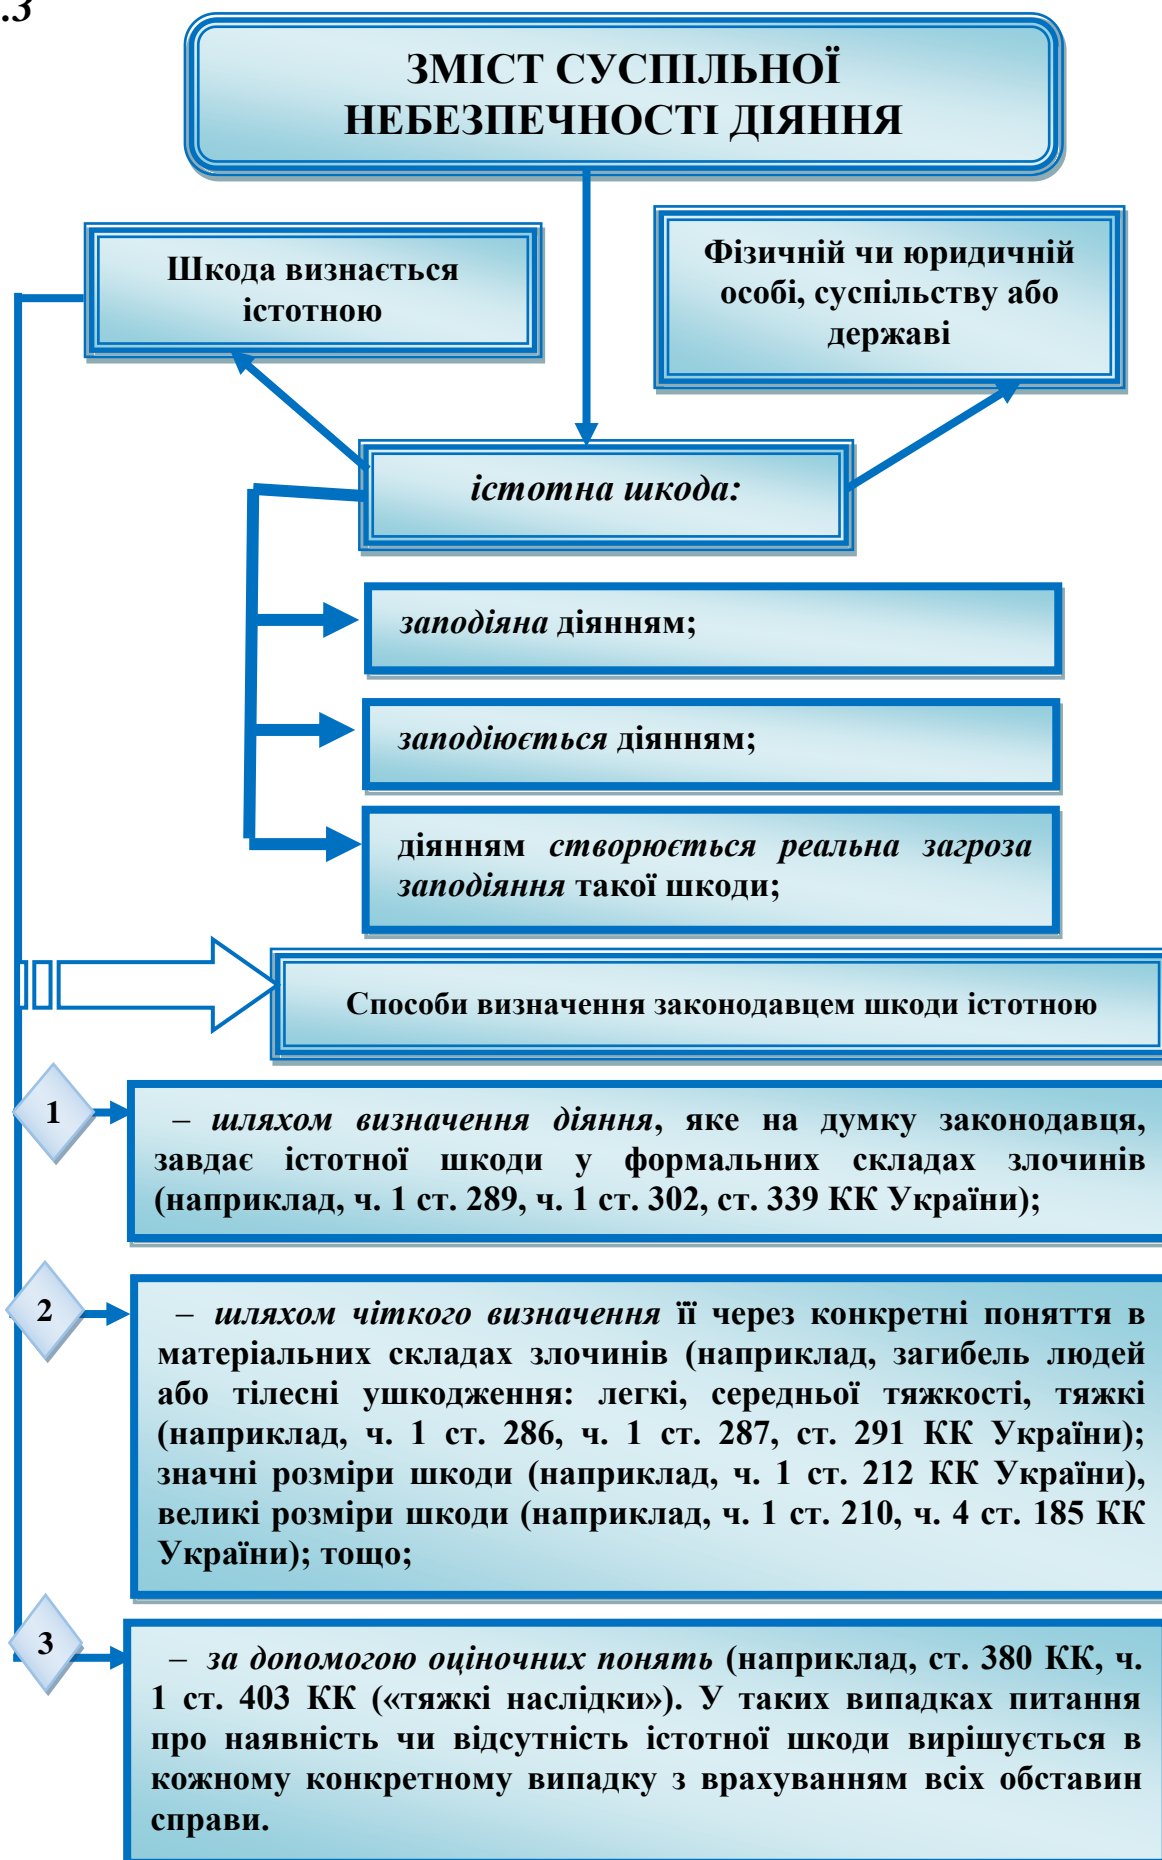 .3
ЗМІСТ СУСПІЛЬНОЇ
НЕБЕЗПЕЧНОСТІ ДІЯННЯ
Шкода визнається
істотною
Фізичній чи юридичній
особі, суспільству або
державі
істотна шкода:
заподіяна діянням;
заподіюється діянням;
діянням створюється реальна загроза
заподіяння такої шкоди;
Способи визначення законодавцем шкоди істотною
1
– шляхом визначення діяння, яке на думку законодавця,
завдає істотної шкоди у формальних складах злочинів
(наприклад, ч. 1 ст. 289, ч. 1 ст. 302, ст. 339 КК України);
2
– шляхом чіткого визначення її через конкретні поняття в
матеріальних складах злочинів (наприклад, загибель людей
або тілесні ушкодження: легкі, середньої тяжкості, тяжкі
(наприклад, ч. 1 ст. 286, ч. 1 ст. 287, ст. 291 КК України);
значні розміри шкоди (наприклад, ч. 1 ст. 212 КК України),
великі розміри шкоди (наприклад, ч. 1 ст. 210, ч. 4 ст. 185 КК
України); тощо;
3
– за допомогою оціночних понять (наприклад, ст. 380 КК, ч.
1 ст. 403 КК («тяжкі наслідки»). У таких випадках питання
про наявність чи відсутність істотної шкоди вирішується в
кожному конкретному випадку з врахуванням всіх обставин
справи.